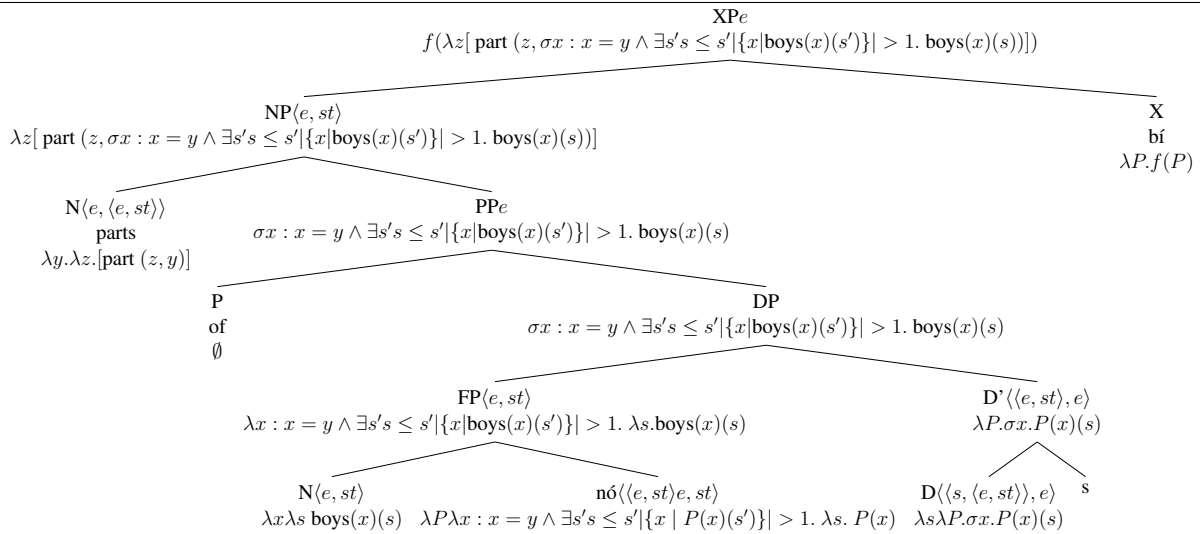 XPe
f(λz[ part (z, σx : x = y ∧ ∃s′s ≤ s′|{x|boys(x)(s′)}| > 1. boys(x)(s))])
NP⟨e, st⟩
λz[ part (z, σx : x = y ∧ ∃s′s ≤ s′|{x|boys(x)(s′)}| > 1. boys(x)(s))]
X
bí
λP.f(P)
N⟨e, ⟨e, st⟩⟩
parts
λy.λz.[part (z, y)]
PPe
σx : x = y ∧ ∃s′s ≤ s′|{x|boys(x)(s′)}| > 1. boys(x)(s)
P
of
∅
DP
σx : x = y ∧ ∃s′s ≤ s′|{x|boys(x)(s′)}| > 1. boys(x)(s)
FP⟨e, st⟩
λx : x = y ∧ ∃s′s ≤ s′|{x|boys(x)(s′)}| > 1. λs.boys(x)(s)
D'⟨⟨e, st⟩, e⟩
λP.σx.P(x)(s)
N⟨e, st⟩
λxλs boys(x)(s)
nó⟨⟨e, st⟩e, st⟩
λPλx : x = y ∧ ∃s′s ≤ s′|{x | P(x)(s′)}| > 1. λs. P(x)
D⟨⟨s, ⟨e, st⟩⟩, e⟩
λsλP.σx.P(x)(s)
s